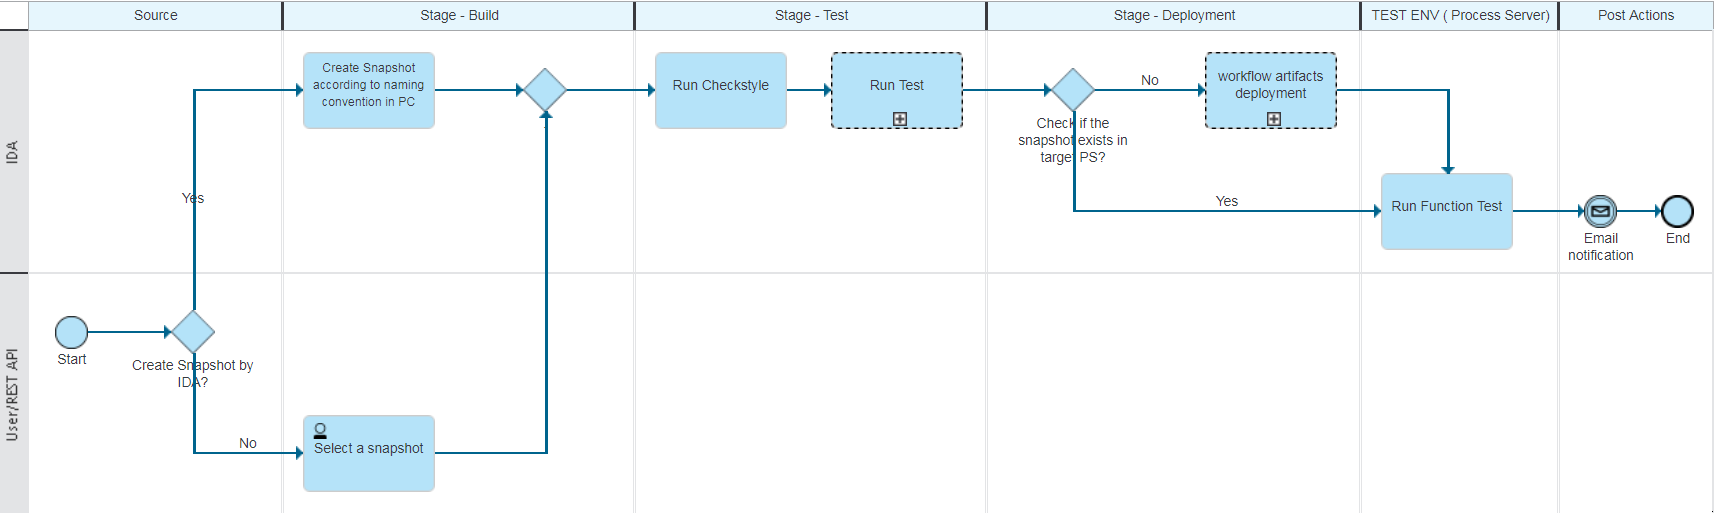 Source
Stage - Build
Stage - Test
Stage - Deployment
TEST ENV ( Process Server)
Post Actions
IDA
Create Snapshot
according to naming
convention in PC
Run Checkstyle
Run Test
No
workflow artifacts
deployment
Check if the
snapshot exists in
target PS?
Yes
Yes
Run Function Test
Email
notification
End
User/REST API
Start
Create Snapshot by
IDA?
No
Select a snapshot